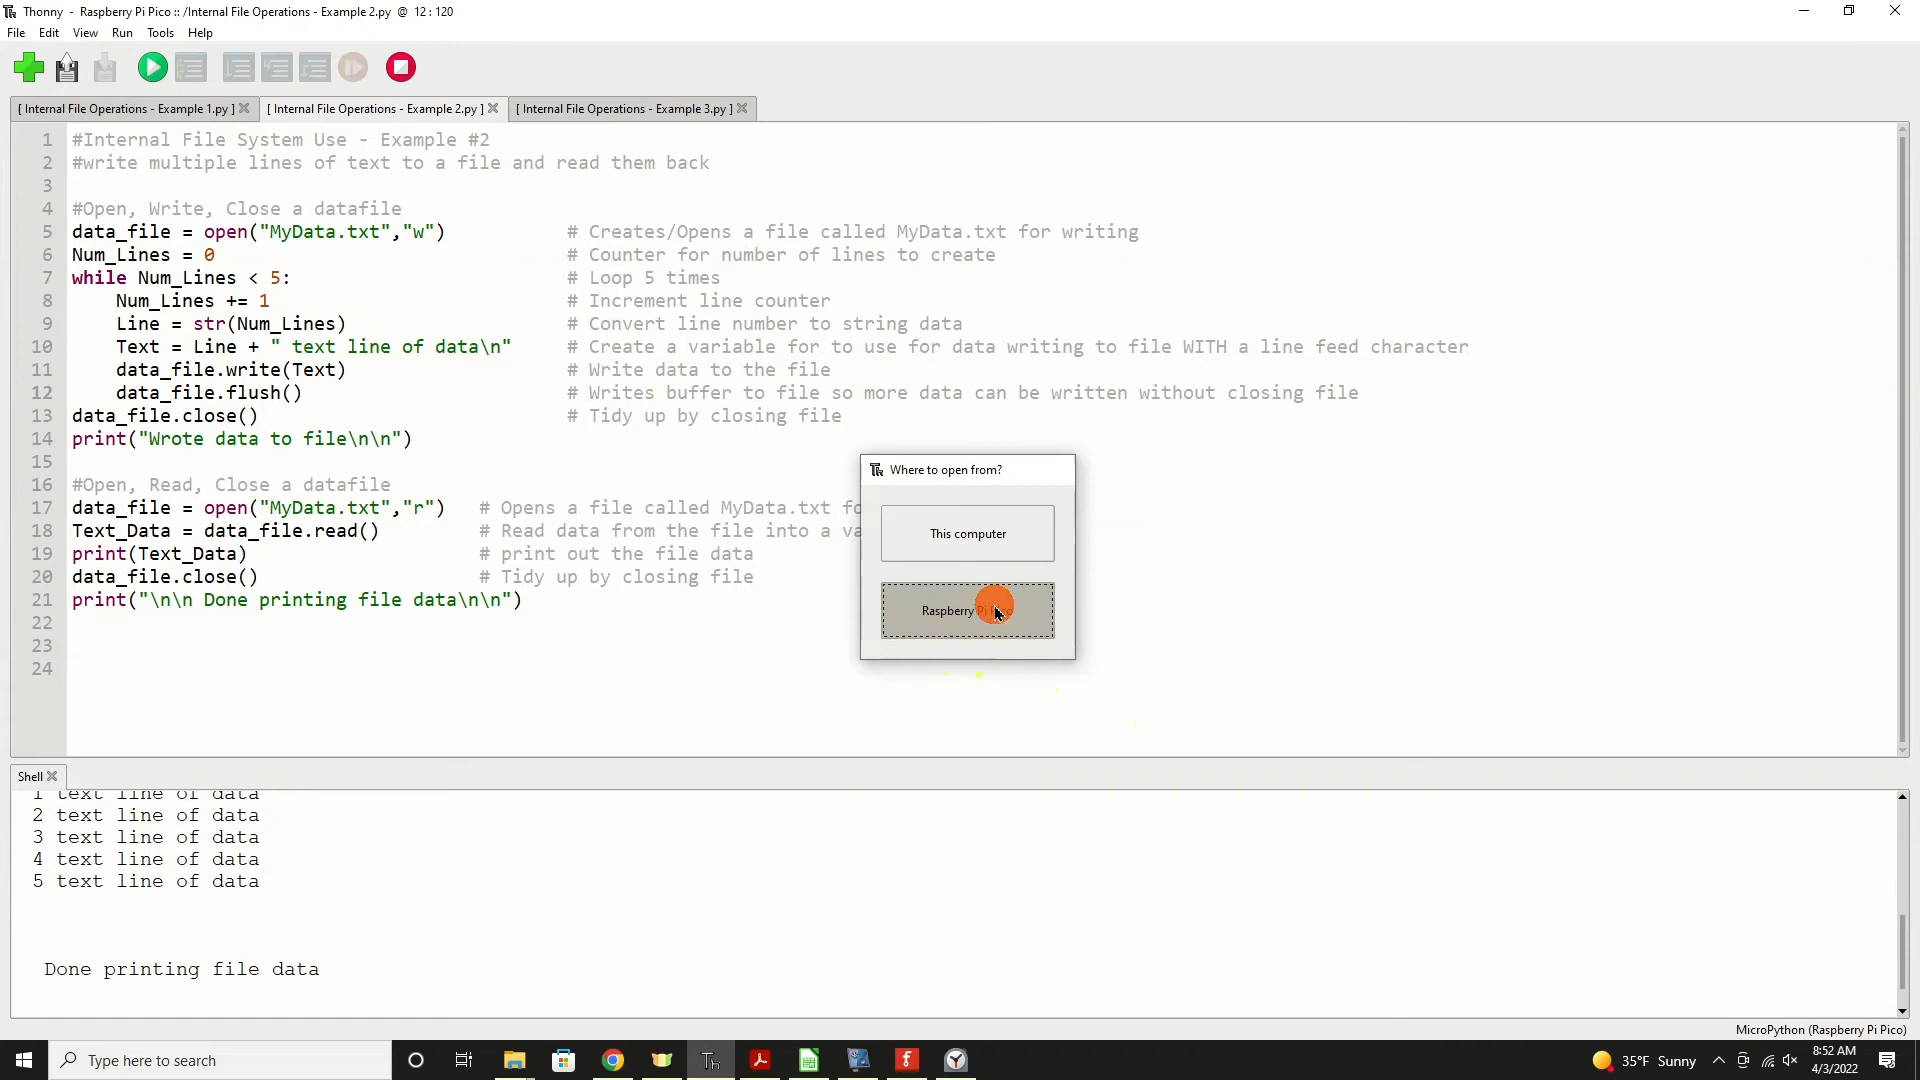 Thonny - Raspberry Pi Pico :: /Internal File Operations - Example 2.py @ 12 : 120
File Edit View Run Tools Help
[ Internal File Operations - Example 1.py ] [ Internal File Operations - Example 2.py ] [ Internal File Operations - Example 3.py ]
1 #Internal File System Use - Example #2
2 #write multiple lines of text to a file and read them back
3
4 #Open, Write, Close a datafile
5 data_file = open("MyData.txt","w") # Creates/Opens a file called MyData.txt for writing
6 Num_Lines = 0 # Counter for number of lines to create
7 while Num_Lines < 5: # Loop 5 times
8 Num_Lines += 1 # Increment line counter
9 Line = str(Num_Lines) # Convert line number to string data
10 Text = Line + " text line of data\n" # Create a variable for to use for data writing to file WITH a line feed character
11 data_file.write(Text) # Write data to the file
12 data_file.flush() # Writes buffer to file so more data can be written without closing file
13 data_file.close() # Tidy up by closing file
14 print("Wrote data to file\n\n")
15
16 #Open, Read, Close a datafile
17 data_file = open("MyData.txt","r") # Opens a file called MyData.txt
18 Text_Data = data_file.read() # Read data from the file into a
19 print(Text_Data) # print out the file data
20 data_file.close() # Tidy up by closing file
21 print("\n\n Done printing file data\n\n")
22
23
24
Where to open from?
This computer
Raspberry Pi Pico
Shell
1 text line of data
2 text line of data
3 text line of data
4 text line of data
5 text line of data
Done printing file data
MicroPython (Raspberry Pi Pico)
Type here to search
35°F Sunny
8:52 AM
4/3/2022